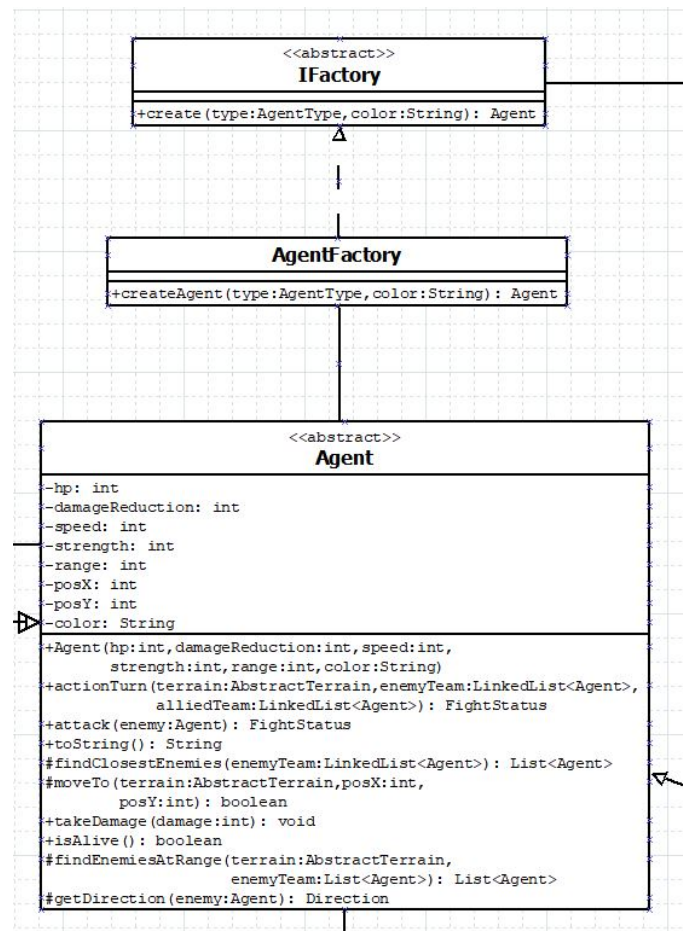 <<abstract>>
IFactory
+create(type:AgentType,color:String): Agent
AgentFactory
+createAgent(type:AgentType,color:String): Agent
<<abstract>>
Agent
-hp: int
-damageReduction: int
-speed: int
-strength: int
-range: int
-posX: int
-posY: int
-color: String
+Agent(hp:int,damageReduction:int,speed:int,
strength:int,range:int,color:String)
+actionTurn(terrain:AbstractTerrain,enemyTeam:LinkedList<Agent>,
alliedTeam:LinkedList<Agent>): FightStatus
+attack(enemy:Agent): FightStatus
+toString(): String
#findClosestEnemies(enemyTeam:LinkedList<Agent>): List<Agent>
#moveTo(terrain:AbstractTerrain,posX:int,
posY:int): boolean
+takeDamage(damage:int): void
+isAlive(): boolean
#findEnemiesAtRange(terrain:AbstractTerrain,
enemyTeam:List<Agent>): List<Agent>
#getDirection(enemy:Agent): Direction